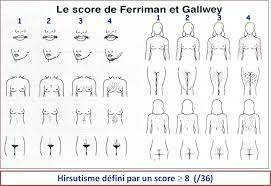 Le score de Ferriman et Gallwey
1 2 3 4
1 2 3 4
Hirsutisme défini par un score ≥ 8 (/36)